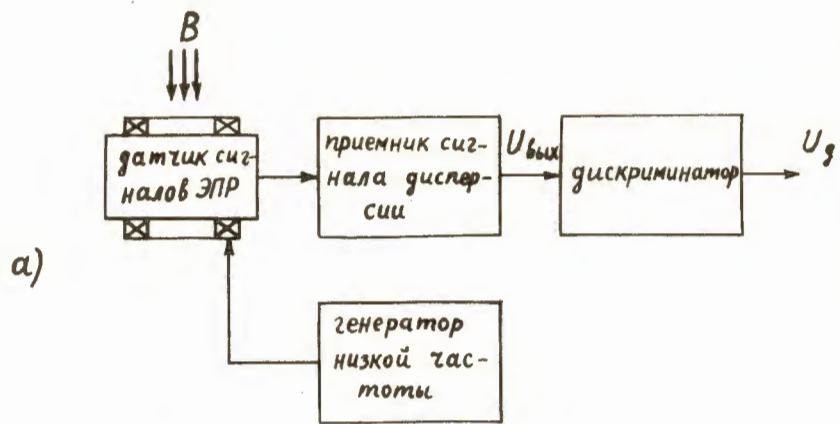 В
датчик сиг-
налов ЭПР
приемник сиг-
нала диспер-
сии
Uвых
дискриминатор
Uд
а)
генератор
низкой час-
тоты